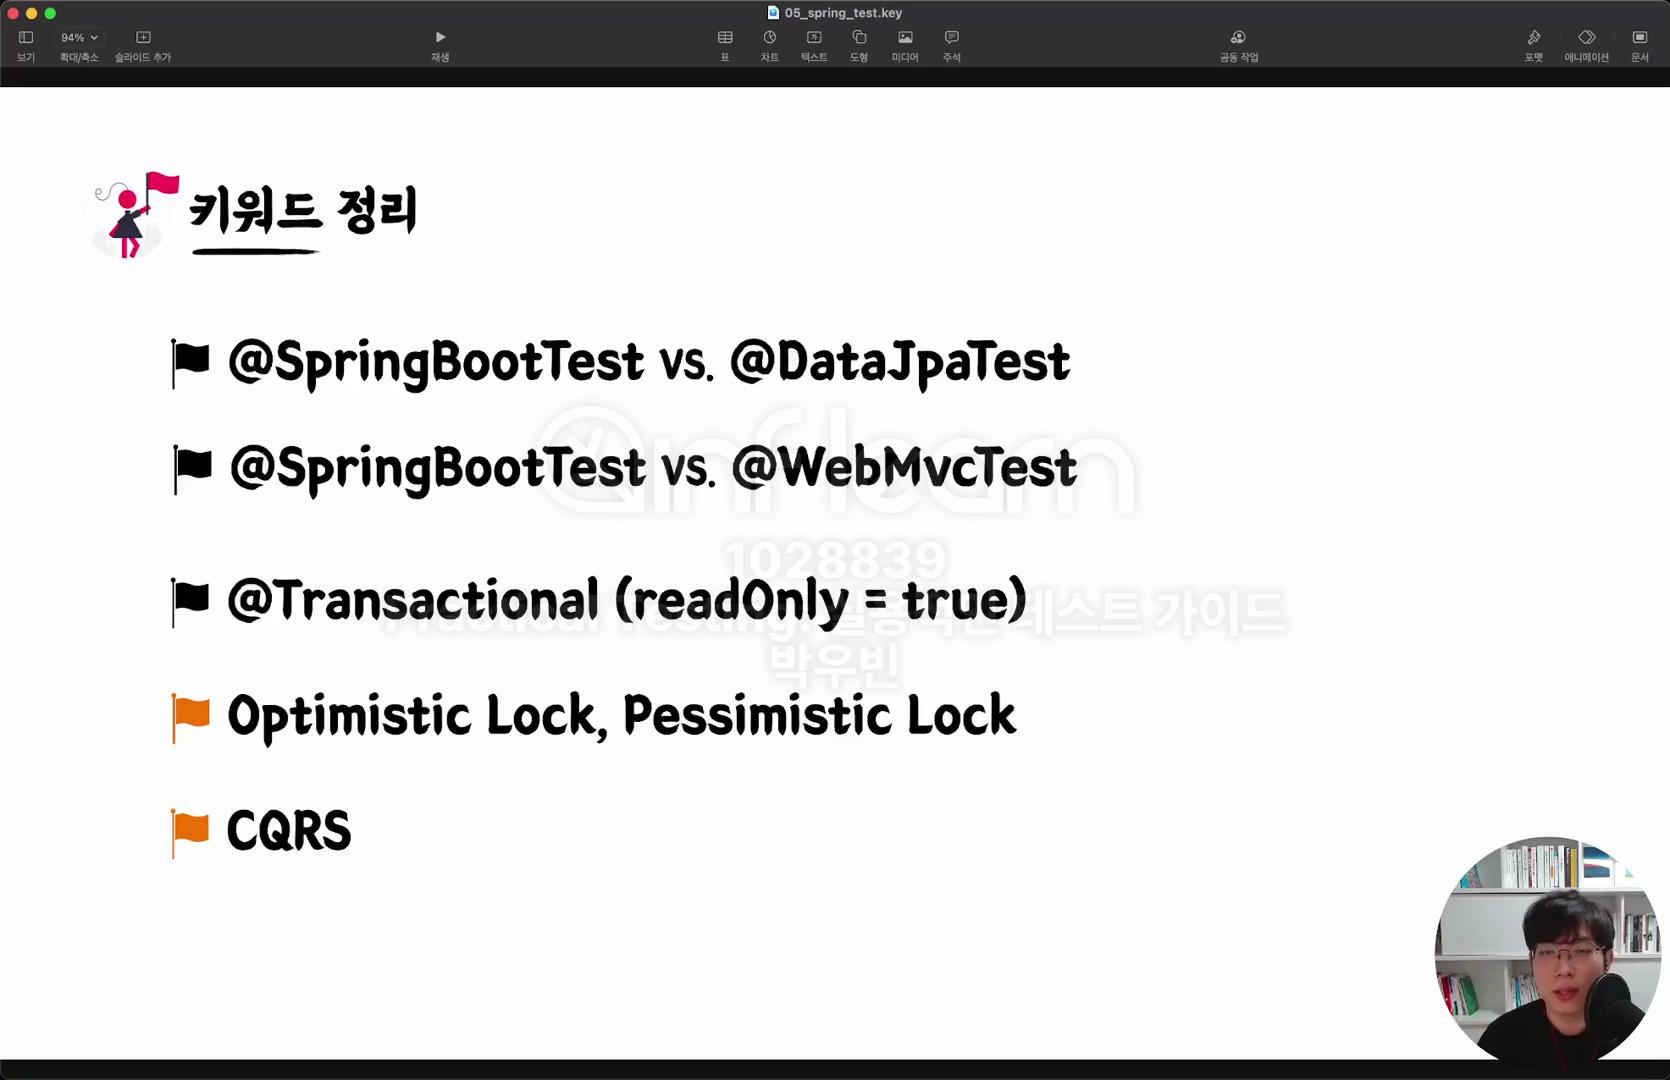 05_spring_test.key
94%
보기 확대/축소 슬라이드 추가 재생 표 차트 텍스트 도형 미디어 주석 공동 작업 포맷 애니메이션 문서
키워드 정리
@SpringBootTest vs. @DataJpaTest
inflearn
@SpringBootTest vs. @WebMvcTest
1028839
@Transactional (readOnly = true)
Practical Testing: 실용적인 테스트 가이드
박우빈
Optimistic Lock, Pessimistic Lock
CQRS